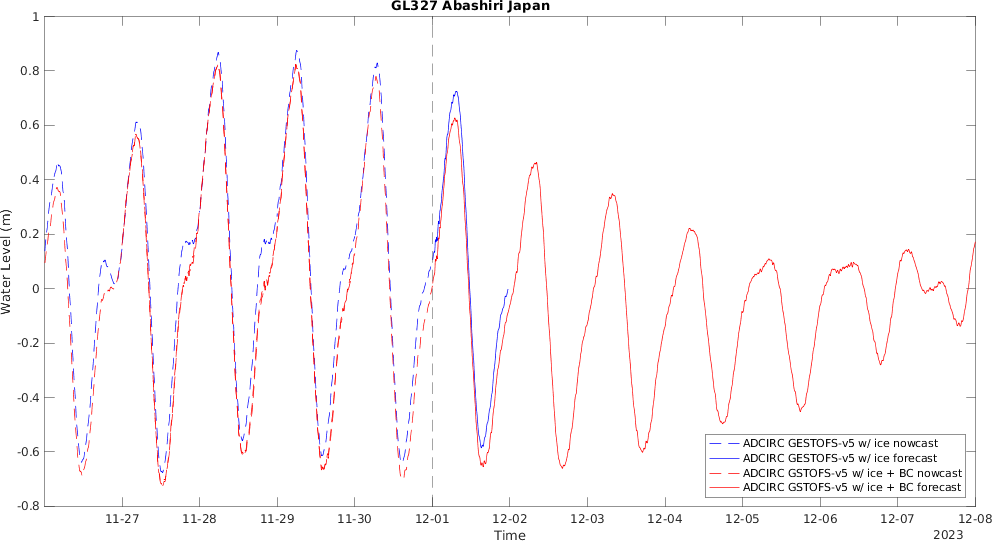 GL327 Abashiri Japan
1
0.8
0.6
0.4
0.2
0
-0.2
-0.4
-0.6
-0.8
Water Level (m)
ADCIRC GESTOFS-v5 w/ ice nowcast
ADCIRC GESTOFS-v5 w/ ice forecast
ADCIRC GSTOFS-v5 w/ ice + BC nowcast
ADCIRC GSTOFS-v5 w/ ice + BC forecast
11-27 11-28 11-29 11-30 12-01 12-02 12-03 12-04 12-05 12-06 12-07 12-08
Time
2023